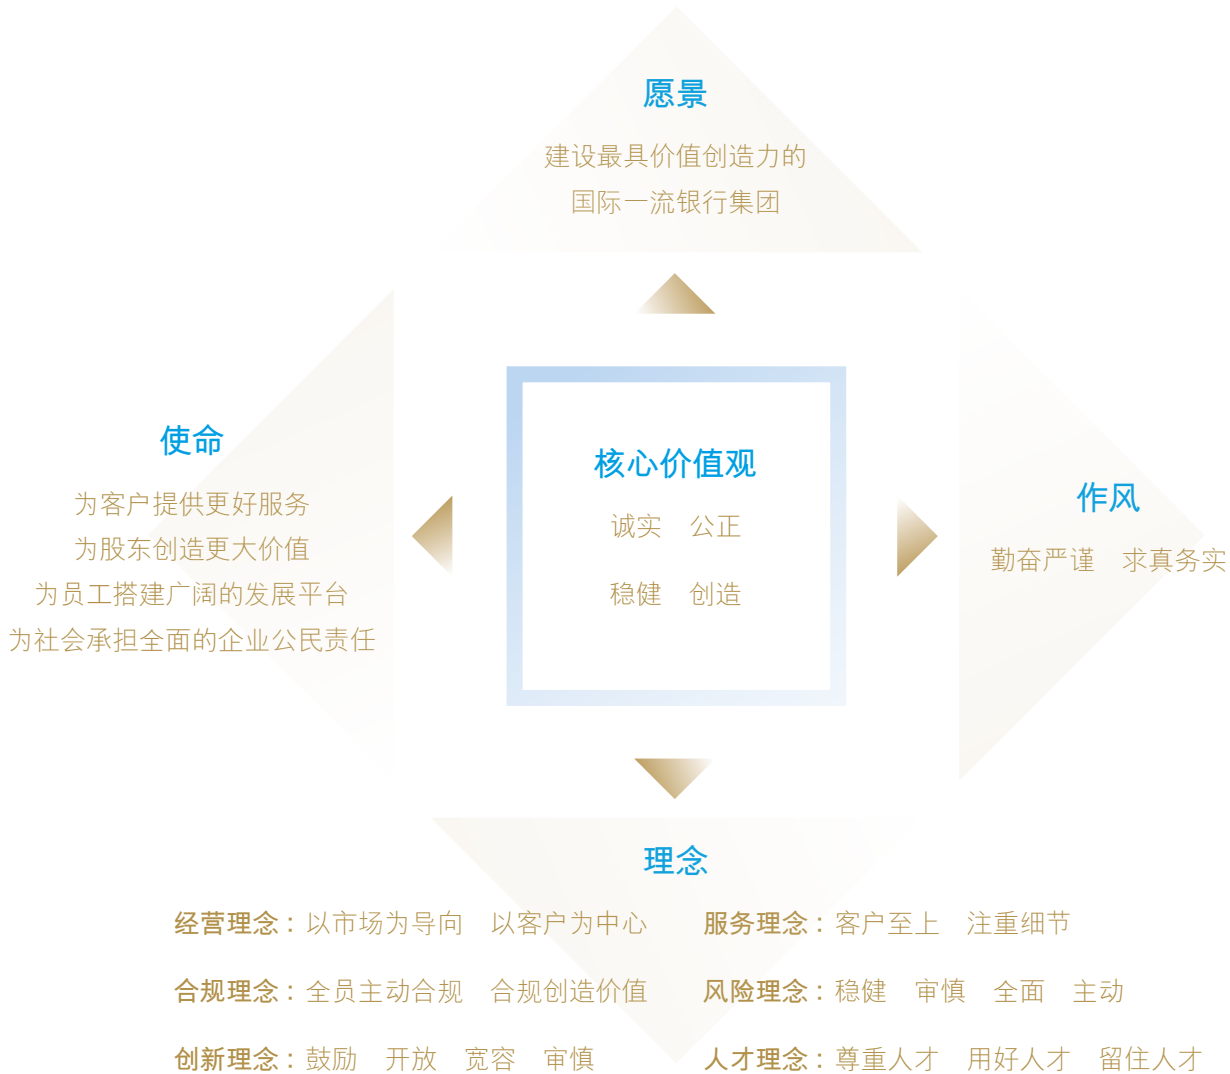 愿景
建设最具价值创造力的
国际一流银行集团
使命
为客户提供更好服务
为股东创造更大价值
为员工搭建广阔的发展平台
为社会承担全面的企业公民责任
核心价值观
诚实 公正
稳健 创造
作风
勤奋严谨 求真务实
理念
经营理念：以市场为导向 以客户为中心
服务理念：客户至上 注重细节
合规理念：全员主动合规 合规创造价值
风险理念：稳健 审慎 全面 主动
创新理念：鼓励 开放 宽容 审慎
人才理念：尊重人才 用好人才 留住人才